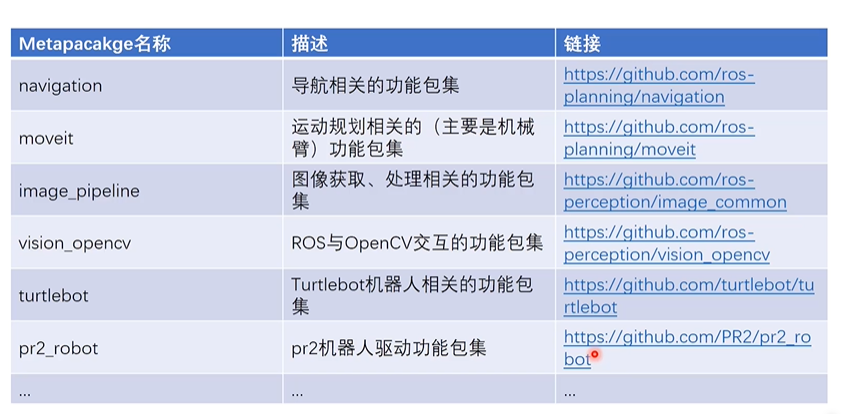 Metapacakge名称 描述 链接
navigation 导航相关的功能包集 https://github.com/ros-
planning/navigation
moveit 运动规划相关的（主要是机械 https://github.com/ros-
臂）功能包集 planning/moveit
image_pipeline 图像获取、处理相关的功能包 https://github.com/ros-
集 perception/image_common
vision_opencv ROS与OpenCV交互的功能包集 https://github.com/ros-
perception/vision_opencv
turtlebot Turtlebot机器人相关的功能包 https://github.com/turtlebot/tu
集 rtlebot
pr2_robot pr2机器人驱动功能包集 https://github.com/PR2/pr2_ro
bot
... ... ...